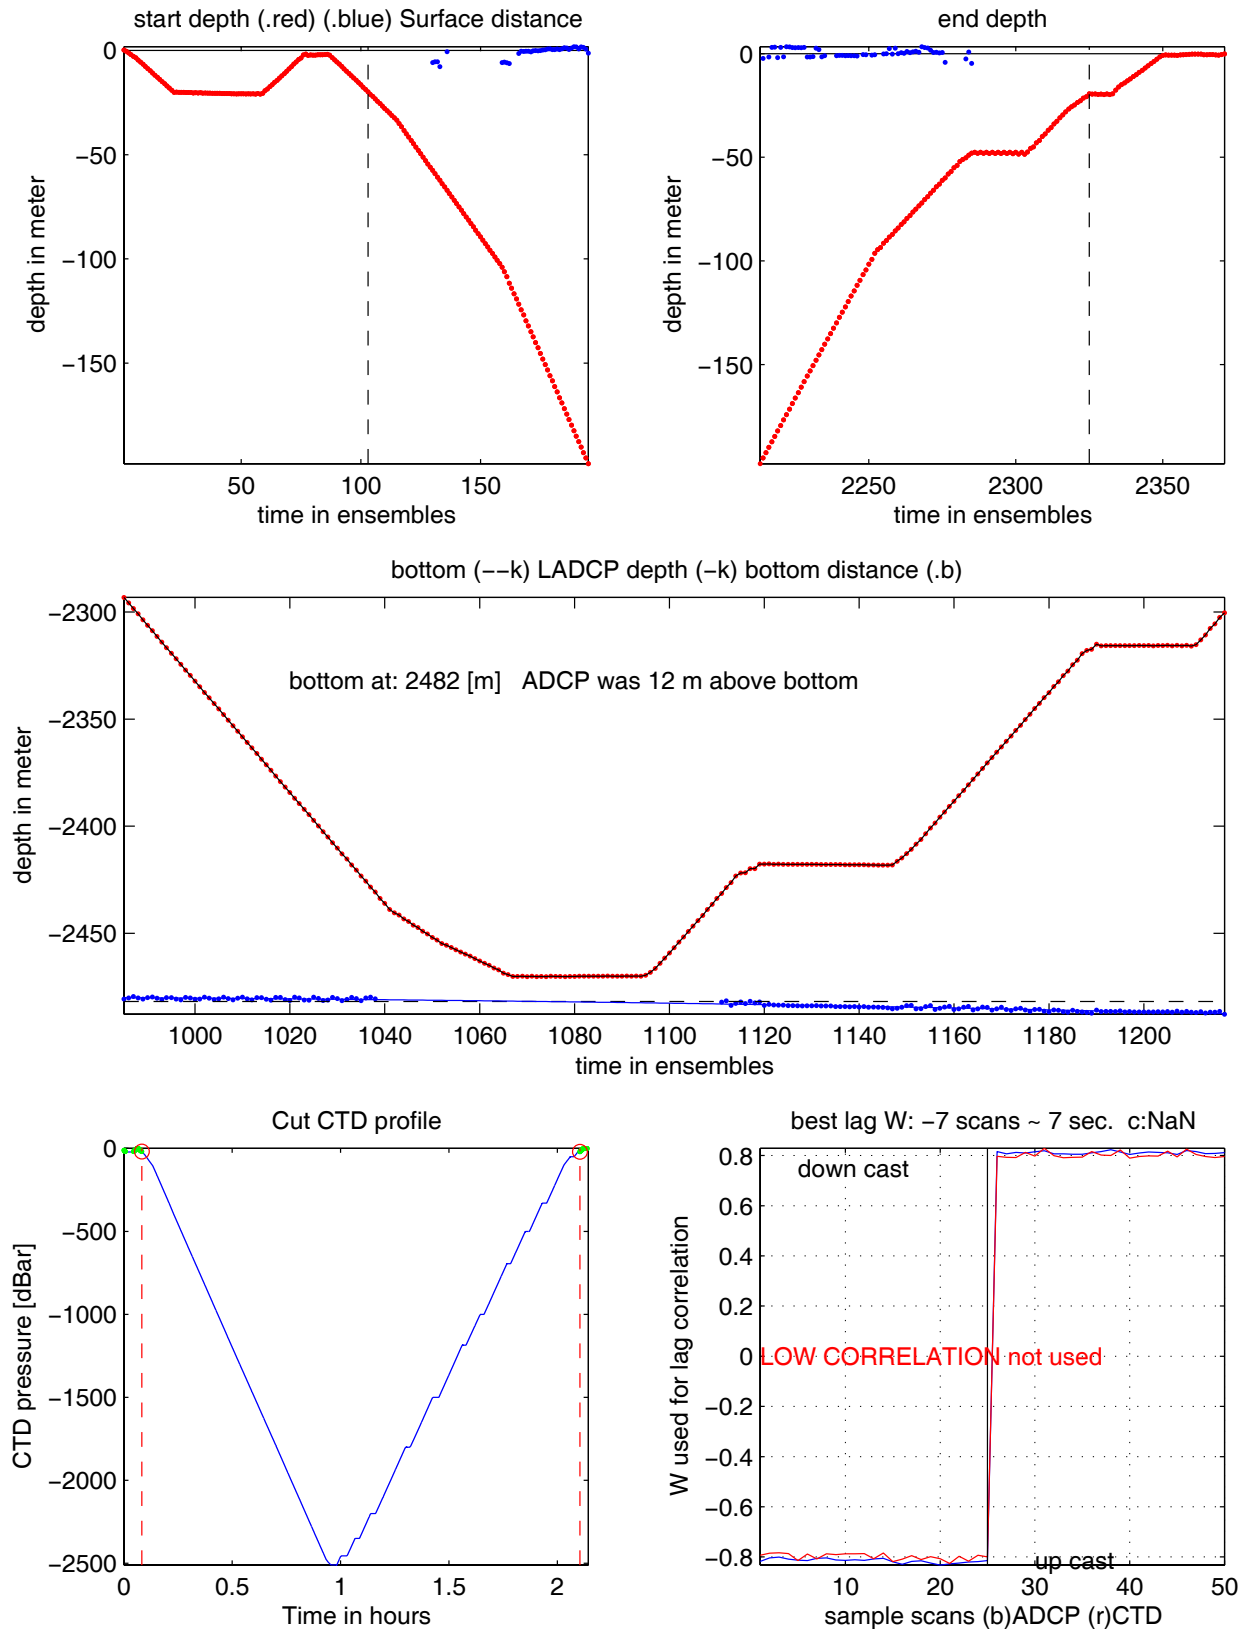 start depth (.red) (.blue) Surface distance
end depth
0
−50
−100
−150
depth in meter
50
100
150
time in ensembles
0
−50
−100
−150
depth in meter
2250
2300
2350
time in ensembles
bottom (−−k) LADCP depth (−k) bottom distance (.b)
−2300
−2350
−2400
−2450
depth in meter
bottom at: 2482 [m]   ADCP was 12 m above bottom
1000
1020
1040
1060
1080
1100
1120
1140
1160
1180
1200
time in ensembles
Cut CTD profile
0
−500
−1000
−1500
−2000
−2500
CTD pressure [dBar]
0
0.5
1
1.5
2
Time in hours
best lag W: −7 scans ~ 7 sec.  c:NaN
0.8
0.6
0.4
0.2
0
−0.2
−0.4
−0.6
−0.8
W used for lag correlation
down cast
LOW CORRELATION not used
up cast
10
20
30
40
50
sample scans (b)ADCP (r)CTD